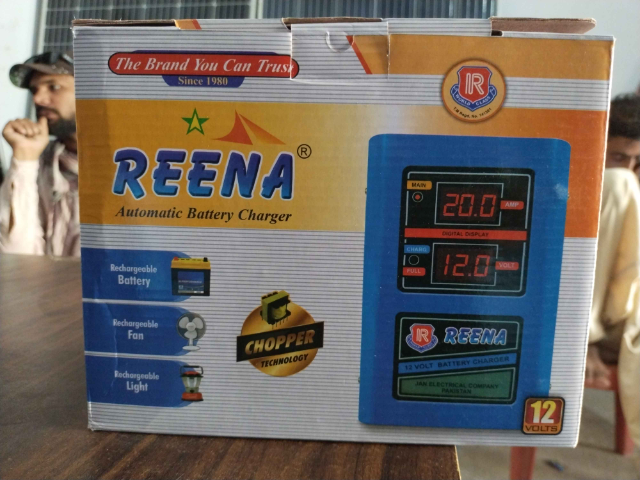 The Brand You Can Trust
Since 1980
R
WORLD CLASS
REENA ®
Automatic Battery Charger
Rechargeable
Battery
Rechargeable
Fan
Rechargeable
Light
CHOPPER
TECHNOLOGY
MAIN
20.0 AMP
DIGITAL DISPLAY
CHARG
12.0 VOLT
FULL
R REENA
12 VOLT BATTERY CHARGER
JAN ELECTRICAL COMPANY
PAKISTAN
12
VOLTS